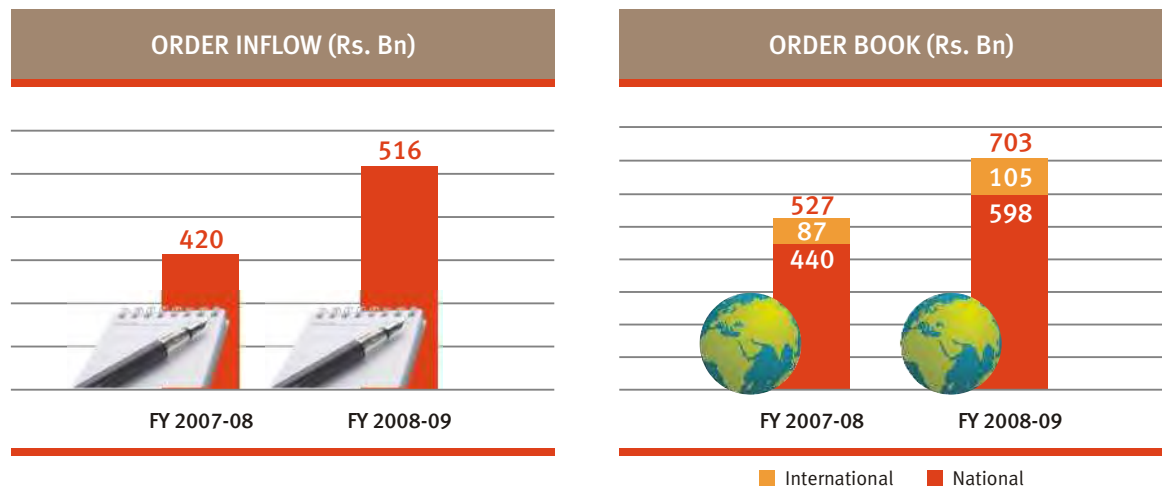 ORDER INFLOW (Rs. Bn)
516
420
FY 2007-08 FY 2008-09
ORDER BOOK (Rs. Bn)
703
105
598
527
87
440
FY 2007-08 FY 2008-09
International National